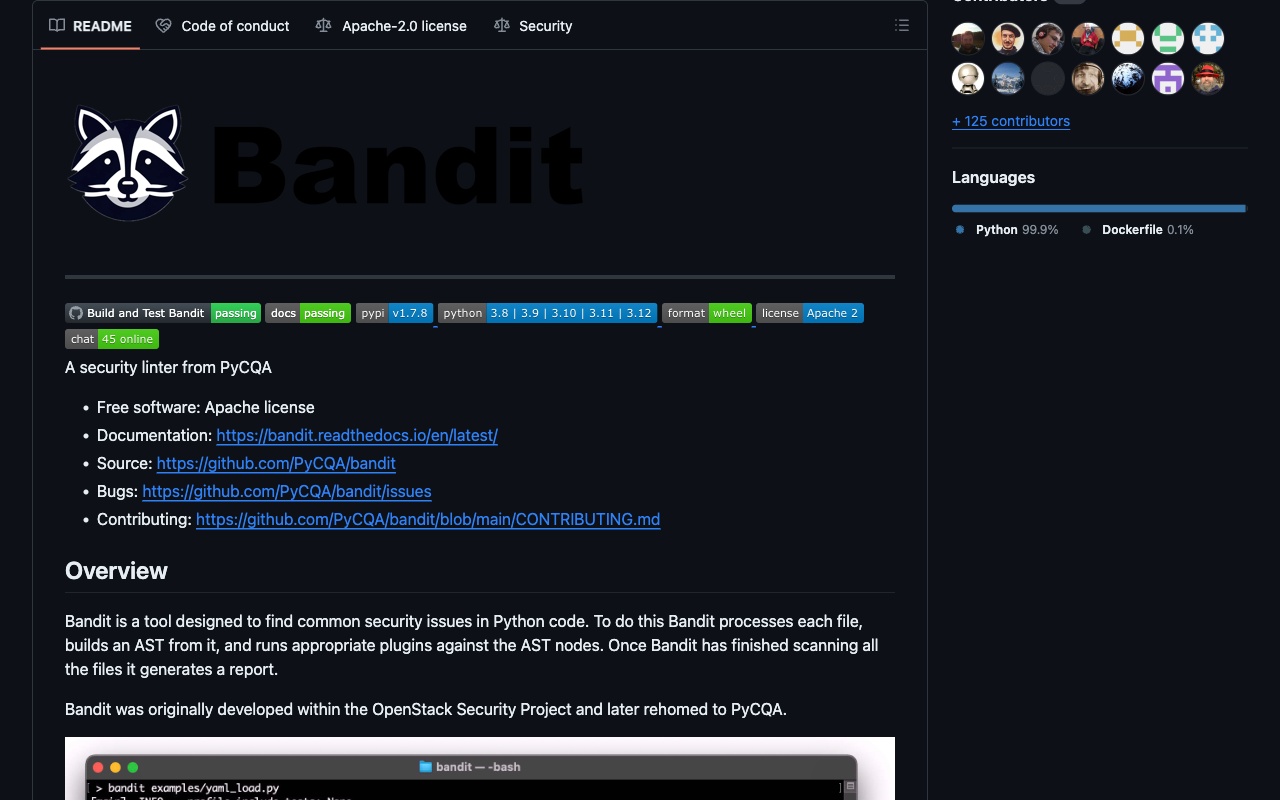 README
Code of conduct
Apache-2.0 license
Security
Bandit
Build and Test Bandit passing
docs passing
pypi v1.7.8
python 3.8 | 3.9 | 3.10 | 3.11 | 3.12
format wheel
license Apache 2
chat 45 online
A security linter from PyCQA
• Free software: Apache license
• Documentation: https://bandit.readthedocs.io/en/latest/
• Source: https://github.com/PyCQA/bandit
• Bugs: https://github.com/PyCQA/bandit/issues
• Contributing: https://github.com/PyCQA/bandit/blob/main/CONTRIBUTING.md
Overview
Bandit is a tool designed to find common security issues in Python code. To do this Bandit processes each file,
builds an AST from it, and runs appropriate plugins against the AST nodes. Once Bandit has finished scanning all
the files it generates a report.
Bandit was originally developed within the OpenStack Security Project and later rehomed to PyCQA.
bandit — -bash
[ > bandit examples/yaml_load.py ]
+ 125 contributors
Languages
Python 99.9%
Dockerfile 0.1%